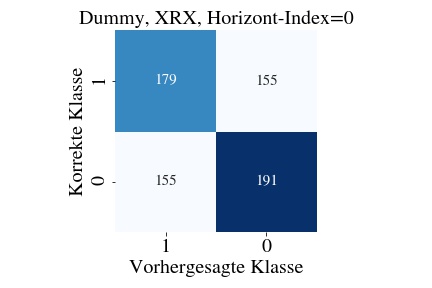 Dummy, XRX, Horizont-Index=0
Korrekte Klasse
1
179
155
0
155
191
1
0
Vorhergesagte Klasse